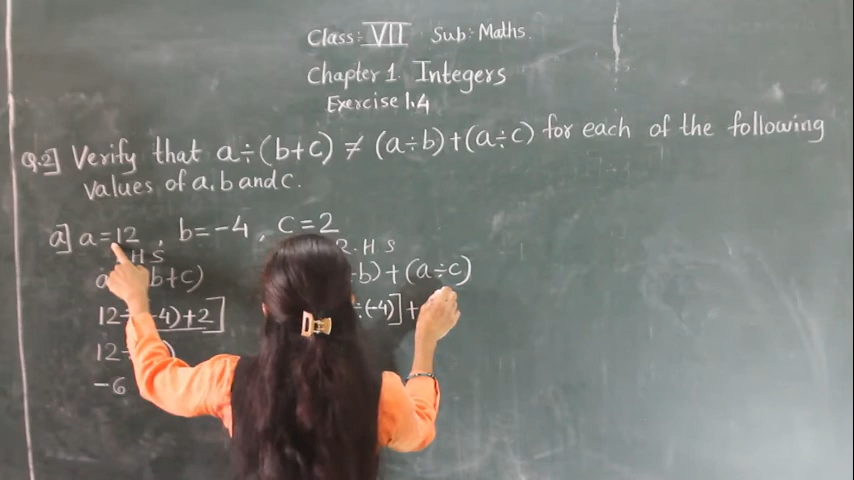 Class:- VII Sub:- Maths.
Chapter 1. Integers
Exercise 1.4
Q.2] Verify that a÷(b+c) ≠ (a÷b)+(a÷c) for each of the following
values of a, b and c.
a] a=12, b=-4, c=2
HS R.H S
a b+c) b)+(a÷c)
12÷ 4)+2] ÷(-4)]+
12÷
-6